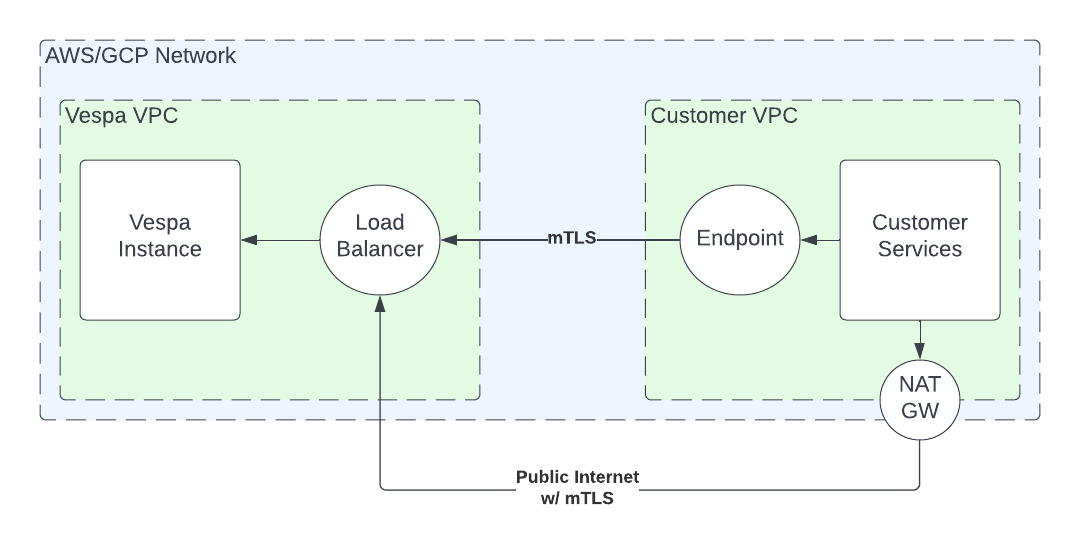 AWS/GCP Network
Vespa VPC
Customer VPC
Vespa
Instance
Load
Balancer
mTLS
Endpoint
Customer
Services
NAT
GW
Public Internet
w/ mTLS